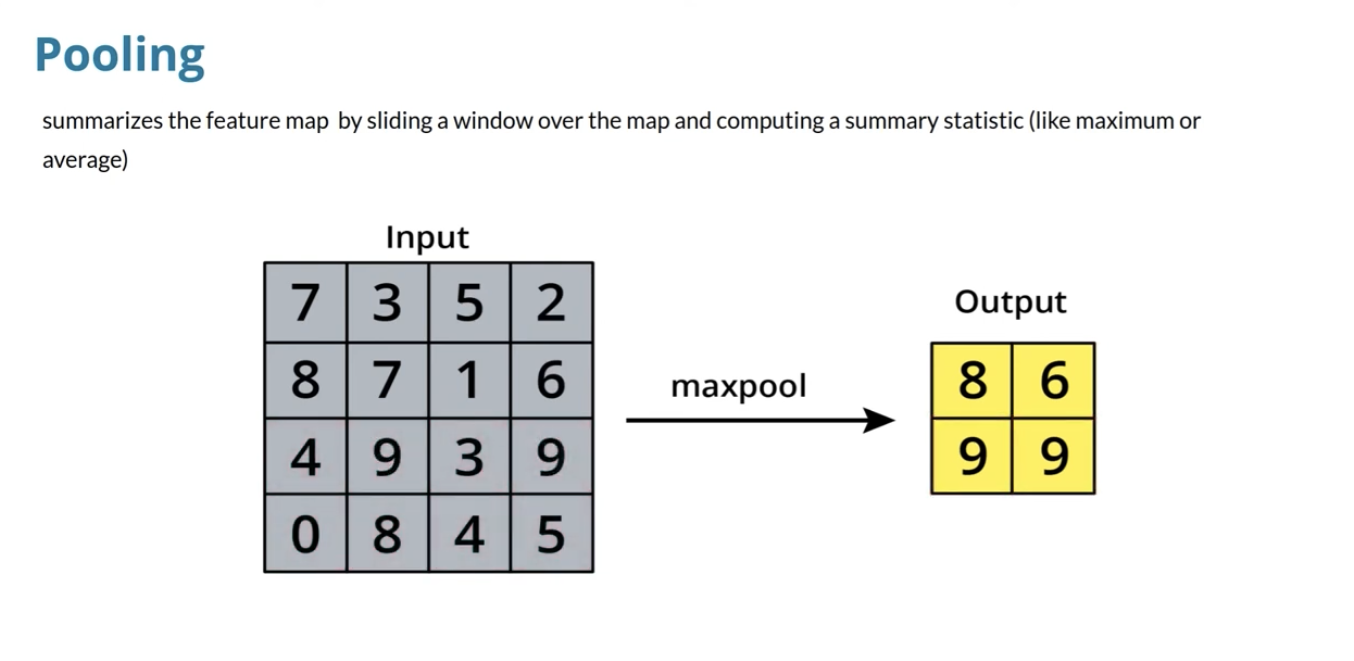 Pooling
summarizes the feature map by sliding a window over the map and computing a summary statistic (like maximum or
average)
Input
7 3 5 2
8 7 1 6
4 9 3 9
0 8 4 5
maxpool
Output
8 6
9 9